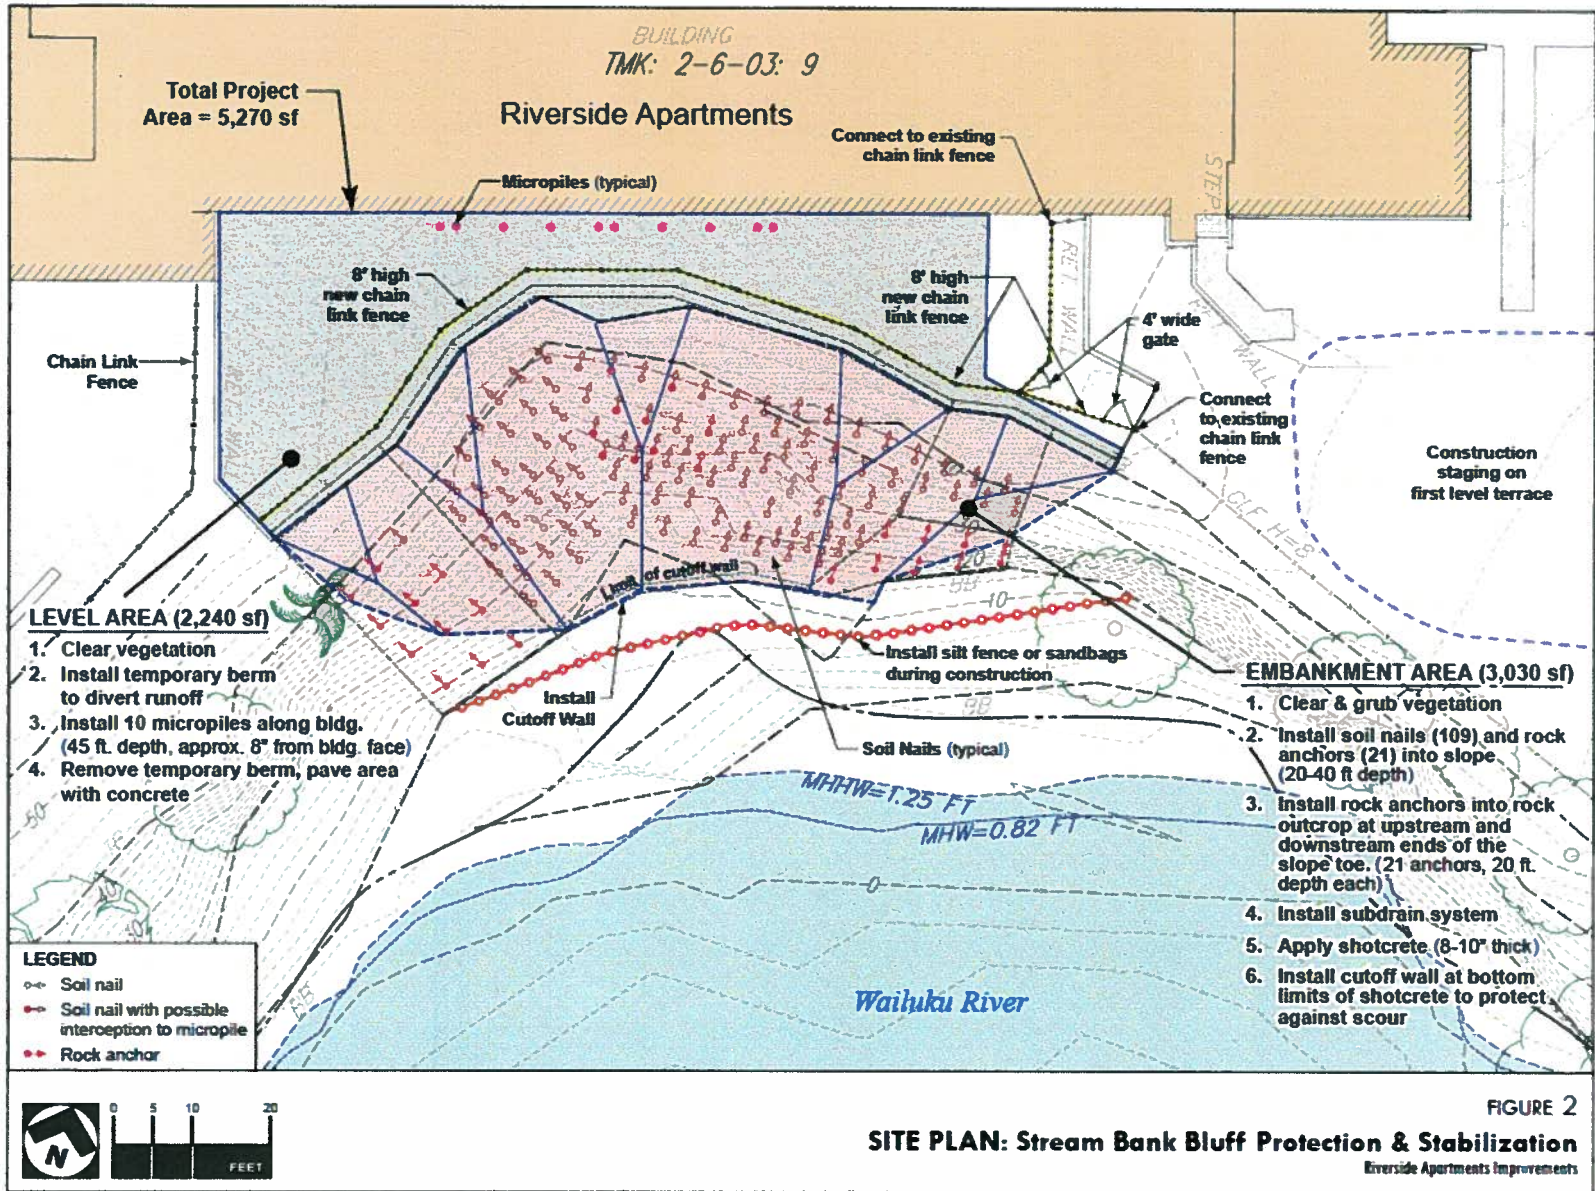 BUILDING
TMK: 2-6-03: 9
Riverside Apartments
Total Project
Area = 5,270 sf
Connect to existing
chain link fence
Micropiles (typical)
STEPS
8' high
new chain
link fence
8' high
new chain
link fence
RET. WALL
4' wide
gate
WALL
Chain Link
Fence
RET. WALL
Connect
to existing
chain link
fence
Construction
staging on
first level terrace
CLF H=8
Limit of cutoff wall
20
10
LEVEL AREA (2,240 sf)
1. Clear vegetation
2. Install temporary berm
to divert runoff
3. Install 10 micropiles along bldg.
(45 ft. depth, approx. 8" from bldg. face)
4. Remove temporary berm, pave area
with concrete
Install
Cutoff Wall
Install silt fence or sandbags
during construction
Soil Nails (typical)
EMBANKMENT AREA (3,030 sf)
1. Clear & grub vegetation
2. Install soil nails (109) and rock
anchors (21) into slope
(20-40 ft depth)
3. Install rock anchors into rock
outcrop at upstream and
downstream ends of the
slope toe. (21 anchors, 20 ft.
depth each)
4. Install subdrain system
5. Apply shotcrete (8-10" thick)
6. Install cutoff wall at bottom
limits of shotcrete to protect
against scour
MHHW=1.25 FT
MHW=0.82 FT
0
Wailuku River
LEGEND
Soil nail
Soil nail with possible
interception to micropile
Rock anchor
N
0 5 10 20
FEET
FIGURE 2
SITE PLAN: Stream Bank Bluff Protection & Stabilization
Riverside Apartments Improvements